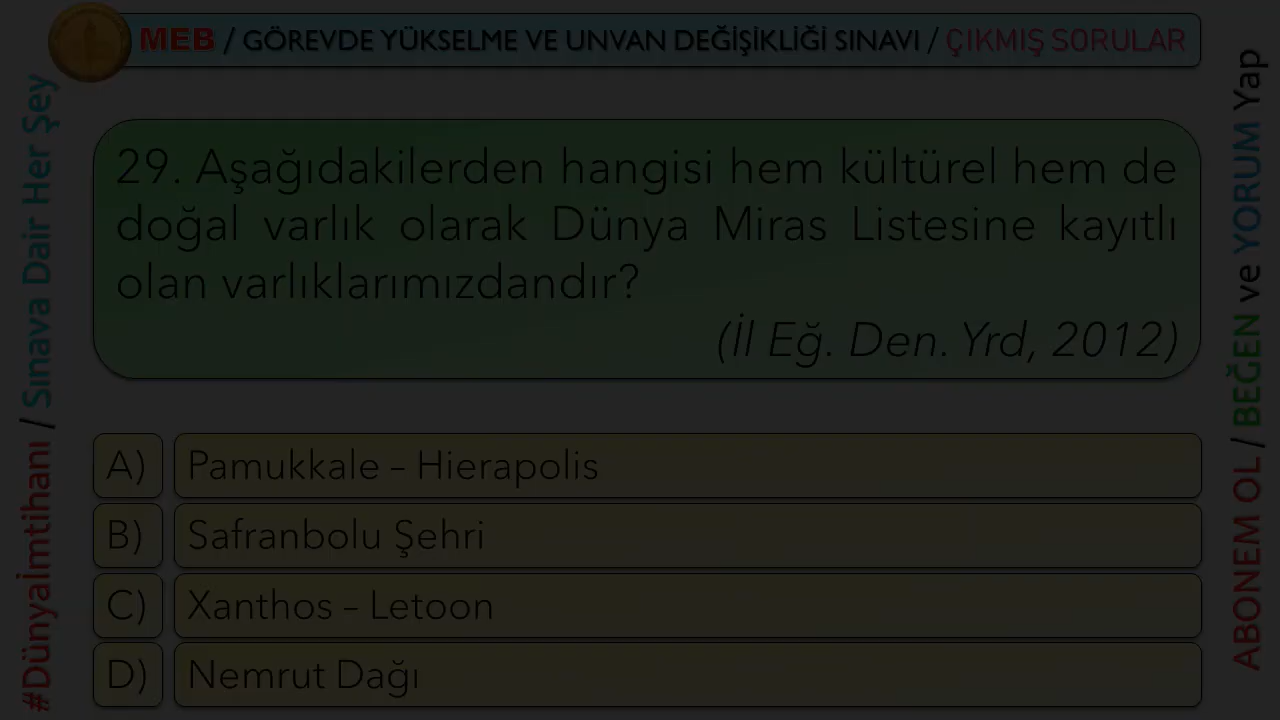 MEB / GÖREVDE YÜKSELME VE UNVAN DEĞİŞİKLİĞİ SINAVI / ÇIKMIŞ SORULAR
#Dünyaimtihanı / Sınava Dair Her Şey
29. Aşağıdakilerden hangisi hem kültürel hem de
doğal varlık olarak Dünya Miras Listesine kayıtlı
olan varlıklarımızdandır?
(İl Eğ. Den. Yrd, 2012)
A) Pamukkale – Hierapolis
B) Safranbolu Şehri
C) Xanthos – Letoon
D) Nemrut Dağı
ABONEM OL / BEĞEN ve YORUM Yap